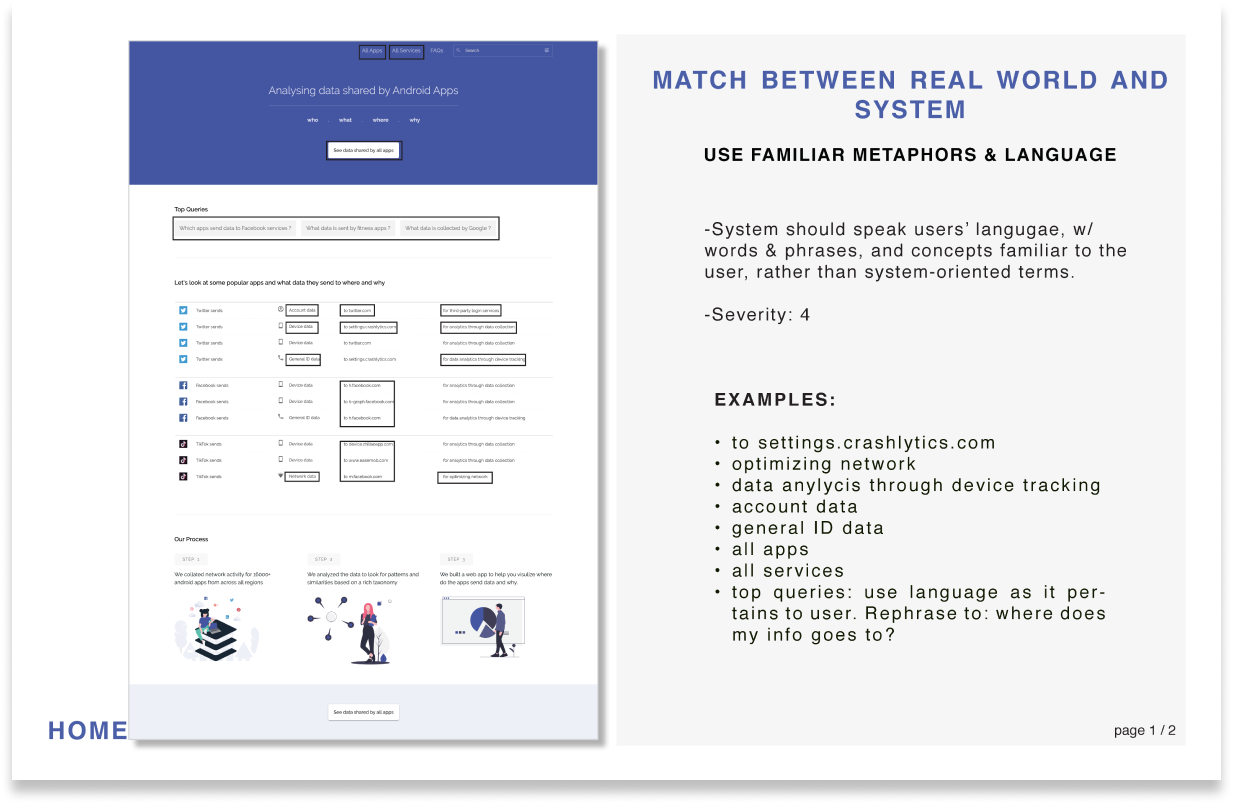 All Apps All Services FAQs Search
Analysing data shared by Android Apps
who . what where . why
See data shared by all apps
Top Queries
Which apps send data to Facebook services ? What data is sent by fitness apps ? What data is collected by Google ?
Let's look at some popular apps and what data they send to where and why
Twitter sends Account data to twitter.com for third party login services
Twitter sends Device data to settings.crashlytics.com for analytics through data collection
Twitter sends Device data to twitter.com for analytics through data collection
Twitter sends General ID data to settings.crashlytics.com for data analytics through device tracking
Facebook sends Device data to lt.facebook.com for analytics through data collection
Facebook sends Device data to b-graph.facebook.com for analytics through data collection
Facebook sends General ID data to lt.facebook.com for data analytics through device tracking
TikTox sends Device data for analytics through data collection
TikTox sends Device data to www.easemob.com for analytics through data collection
TikTox sends Network data to m.facebook.com for optimizing network
Our Process
STEP 1 STEP 2 STEP 3
We collated network activity for 16000+ We analyzed the data to look for patterns and We built a web app to help you visulize where
android apps from across all regions similarities based on a rich taxonomy do the apps send data and why.
See data shared by all apps
HOME
MATCH BETWEEN REAL WORLD AND
SYSTEM
USE FAMILIAR METAPHORS & LANGUAGE
-System should speak users' langugae, w/
words & phrases, and concepts familiar to the
user, rather than system-oriented terms.
-Severity: 4
EXAMPLES:
• to settings.crashlytics.com
• optimizing network
• data anylycis through device tracking
• account data
• general ID data
• all apps
• all services
• top queries: use language as it per-
tains to user. Rephrase to: where does
my info goes to?
page 1 / 2